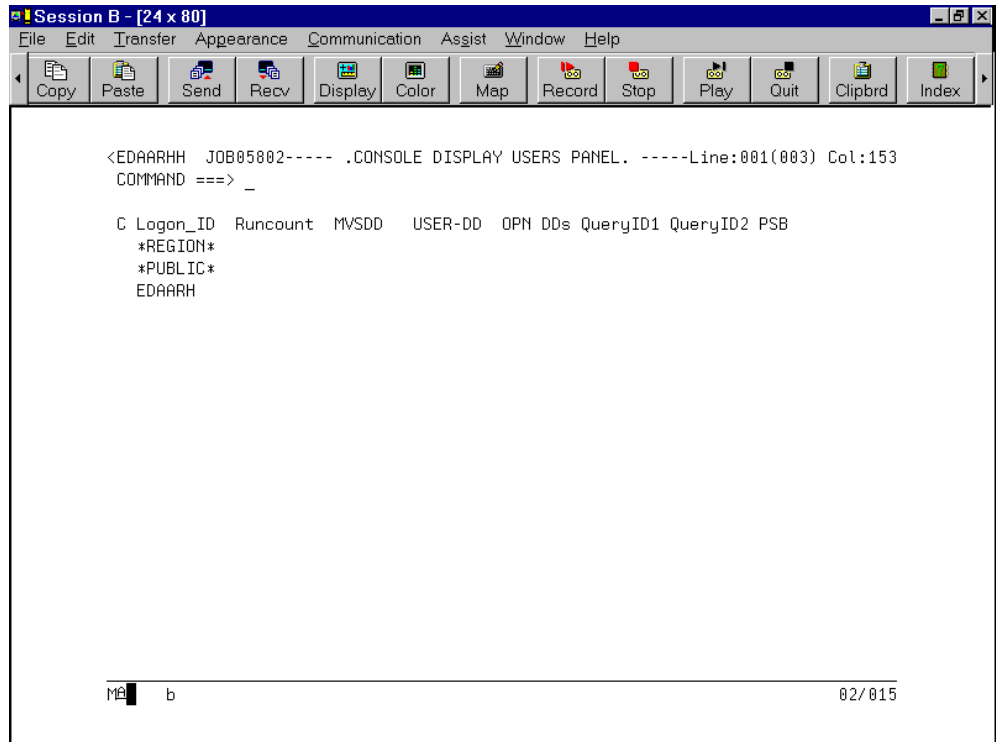 Session B - [24 x 80]
File Edit Transfer Appearance Communication Assist Window Help
Copy Paste Send Recv Display Color Map Record Stop Play Quit Clipbrd Index
<EDAARHH JOB05802----- .CONSOLE DISPLAY USERS PANEL. -----Line:001(003) Col:153
COMMAND ===> _
C Logon_ID Runcount MVSDD USER-DD OPN DDs QueryID1 QueryID2 PSB
*REGION*
*PUBLIC*
EDAARH
MA b 02/015